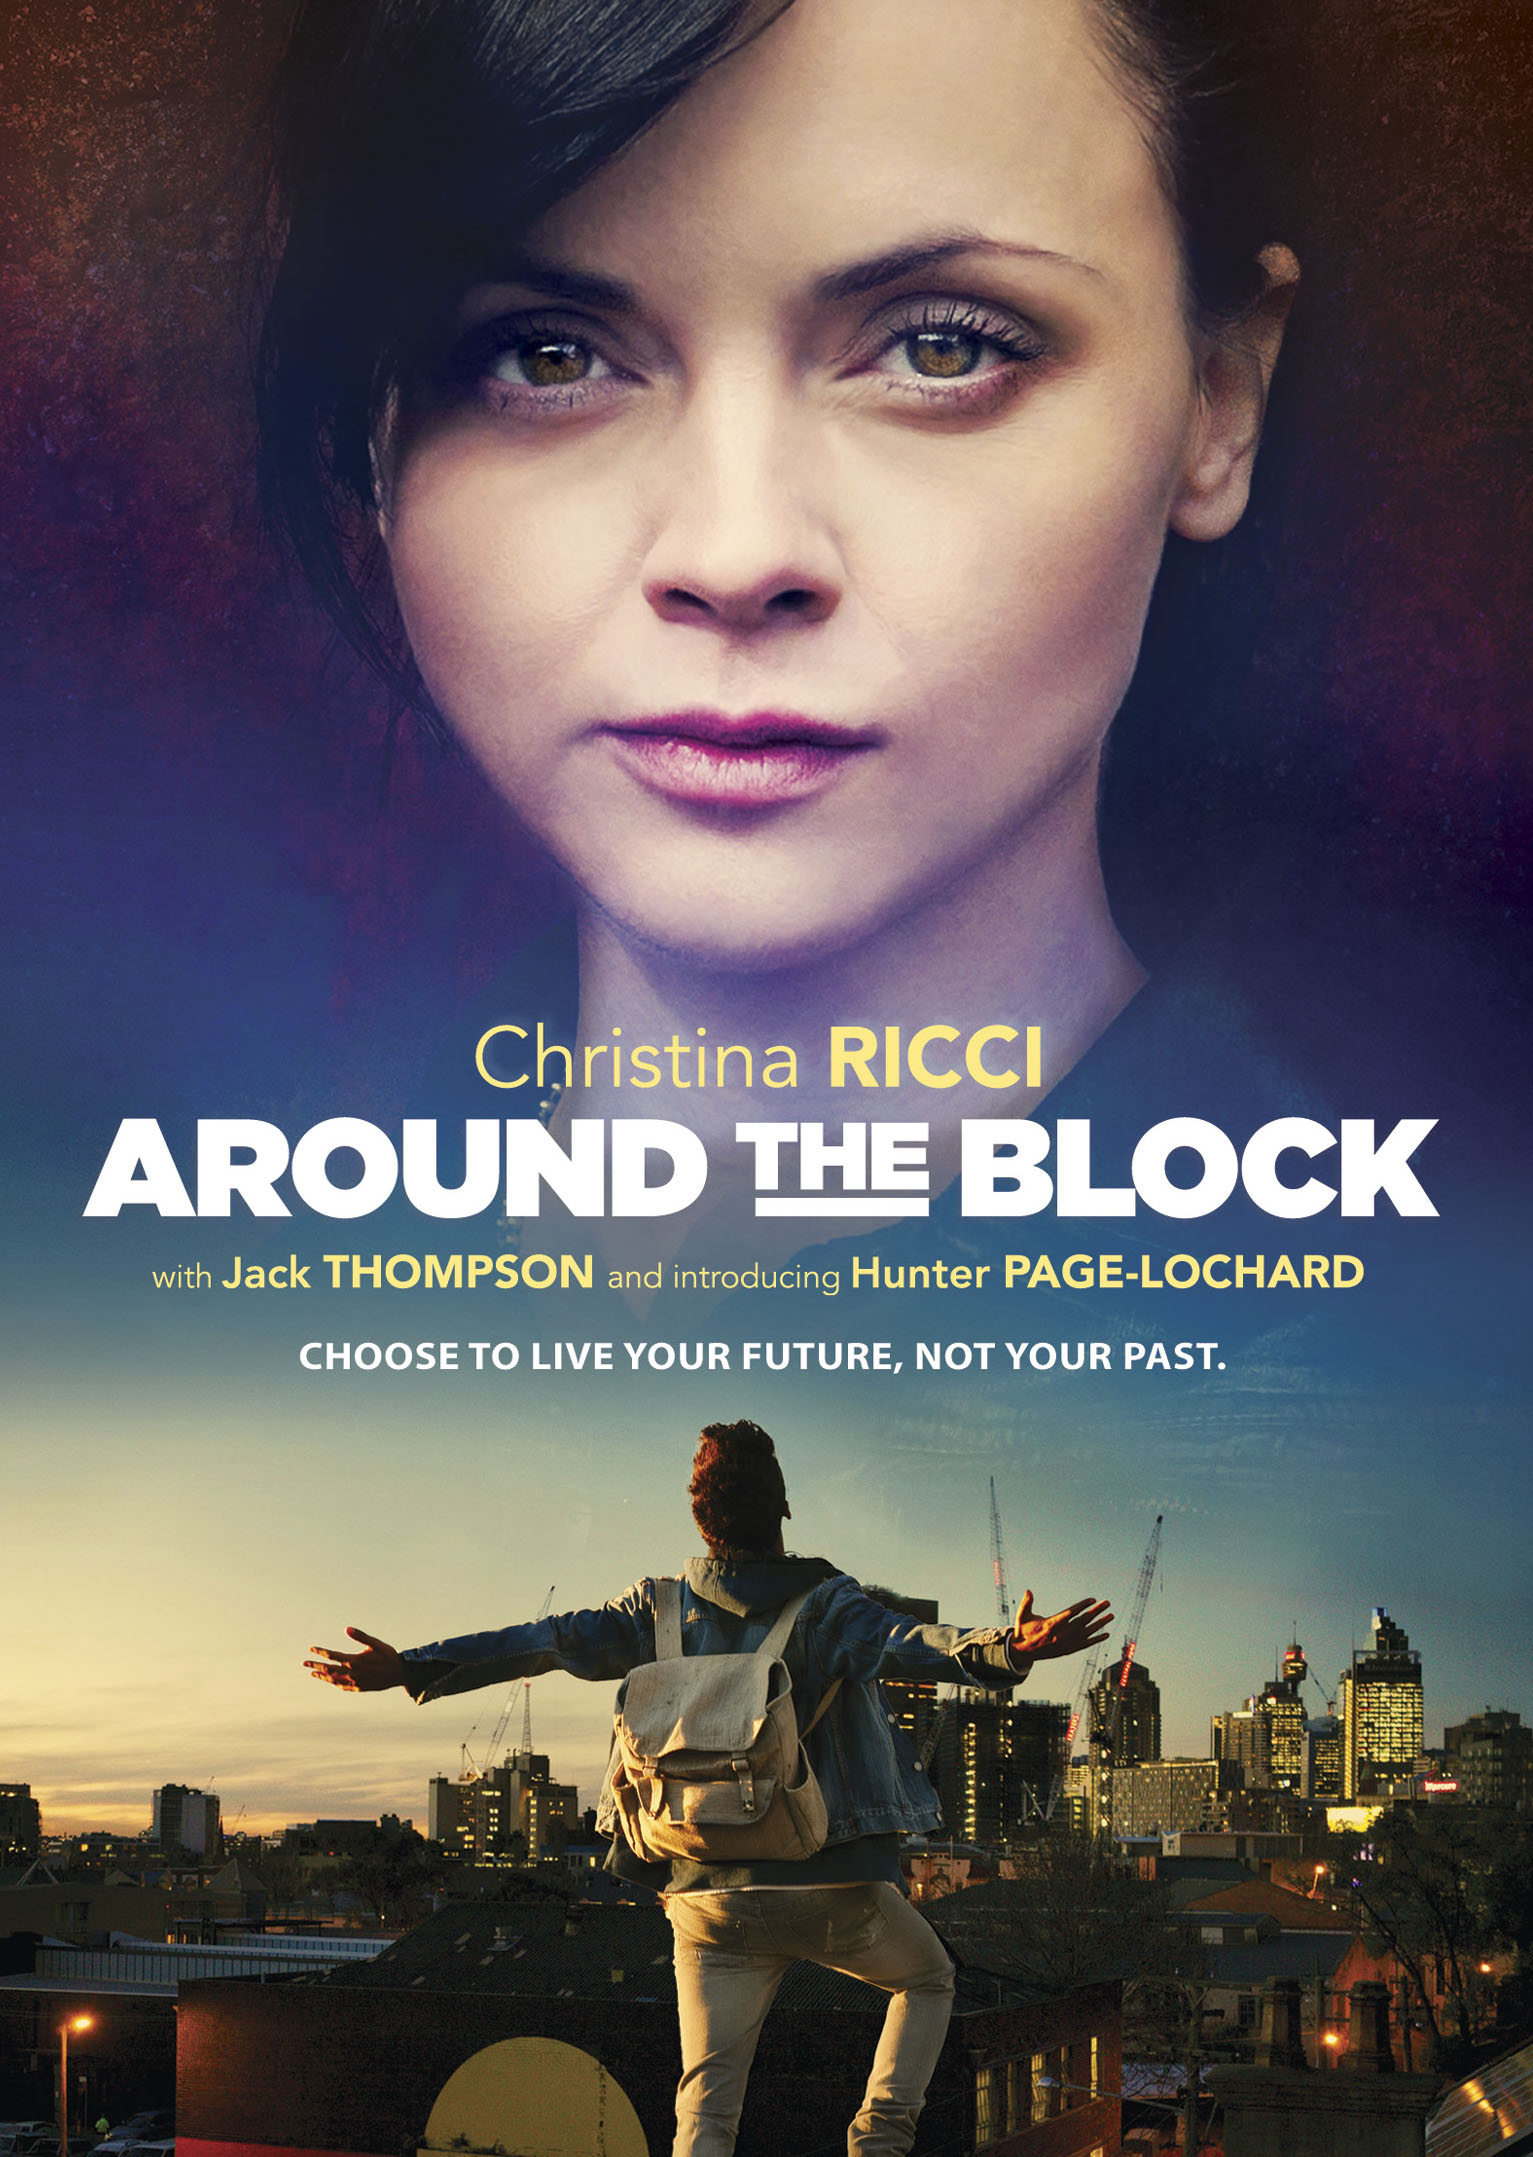 Christina RICCI
AROUND THE BLOCK
with Jack THOMPSON and introducing Hunter PAGE-LOCHARD
CHOOSE TO LIVE YOUR FUTURE, NOT YOUR PAST.
Mercure